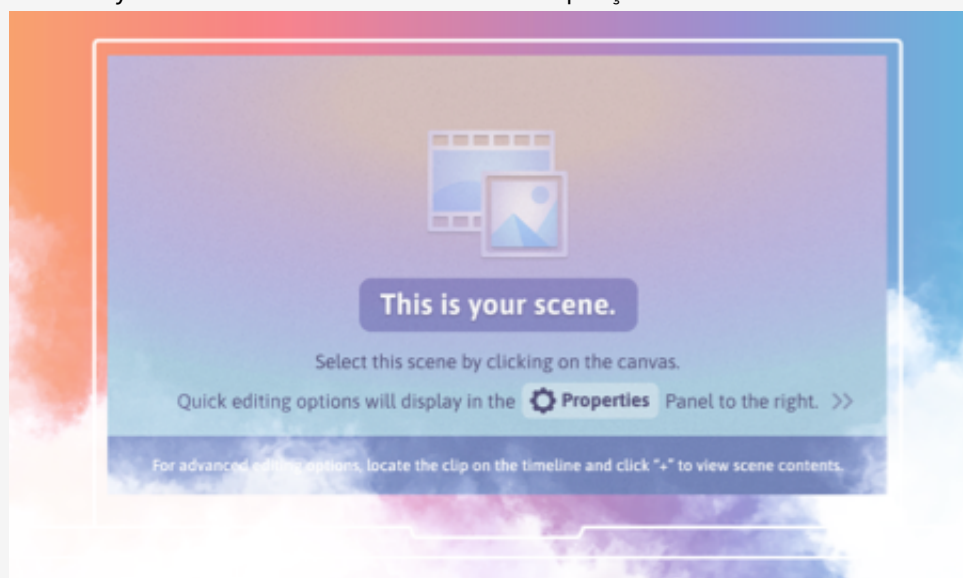 This is your scene.
Select this scene by clicking on the canvas.
Quick editing options will display in the Properties Panel to the right. >>
For advanced editing options, locate the clip on the timeline and click "+" to view scene contents.